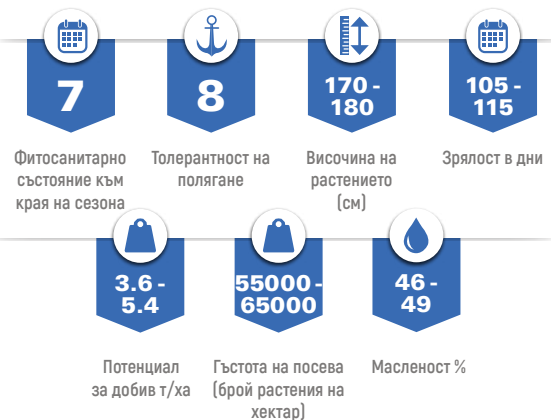 7
8
170 -
180
105 -
115
Фитосанитарно
състояние към
края на сезона
Толерантност на
полягане
Височина на
растението
(см)
Зрялост в дни
3.6 -
5.4
55000 -
65000
46 -
49
Потенциал
за добив т/ха
Гъстота на посева
(брой растения на
хектар)
Масленост %